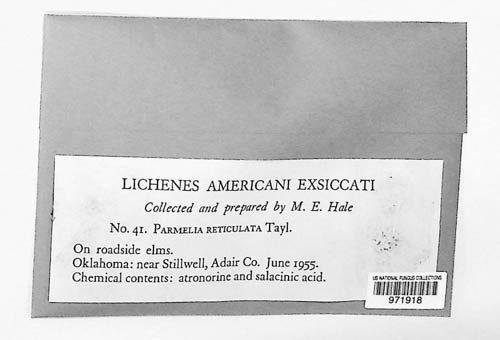 LICHENES AMERICANI EXSICCATI
Collected and prepared by M. E. Hale
No. 41. PARMELIA RETICULATA Tayl.
On roadside elms.
Oklahoma: near Stillwell, Adair Co. June 1955.
Chemical contents: atronorine and salacinic acid.
US NATIONAL FUNGUS COLLECTIONS
971918